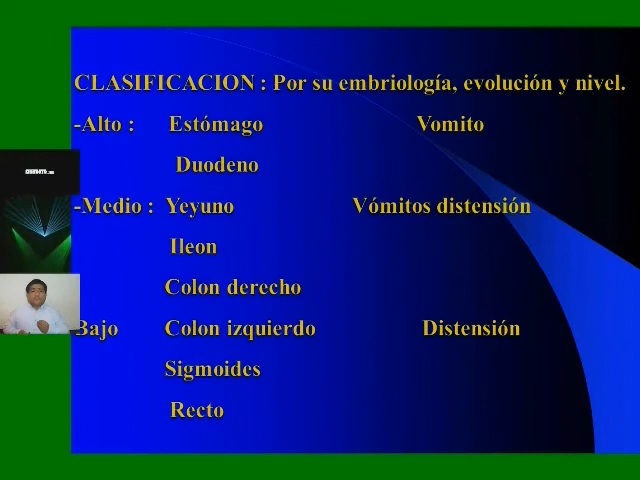 CLASIFICACION : Por su embriología, evolución y nivel.
-Alto : Estómago Vomito
Duodeno
-Medio : Yeyuno Vómitos distensión
Ileon
Colon derecho
Bajo Colon izquierdo Distensión
Sigmoides
Recto